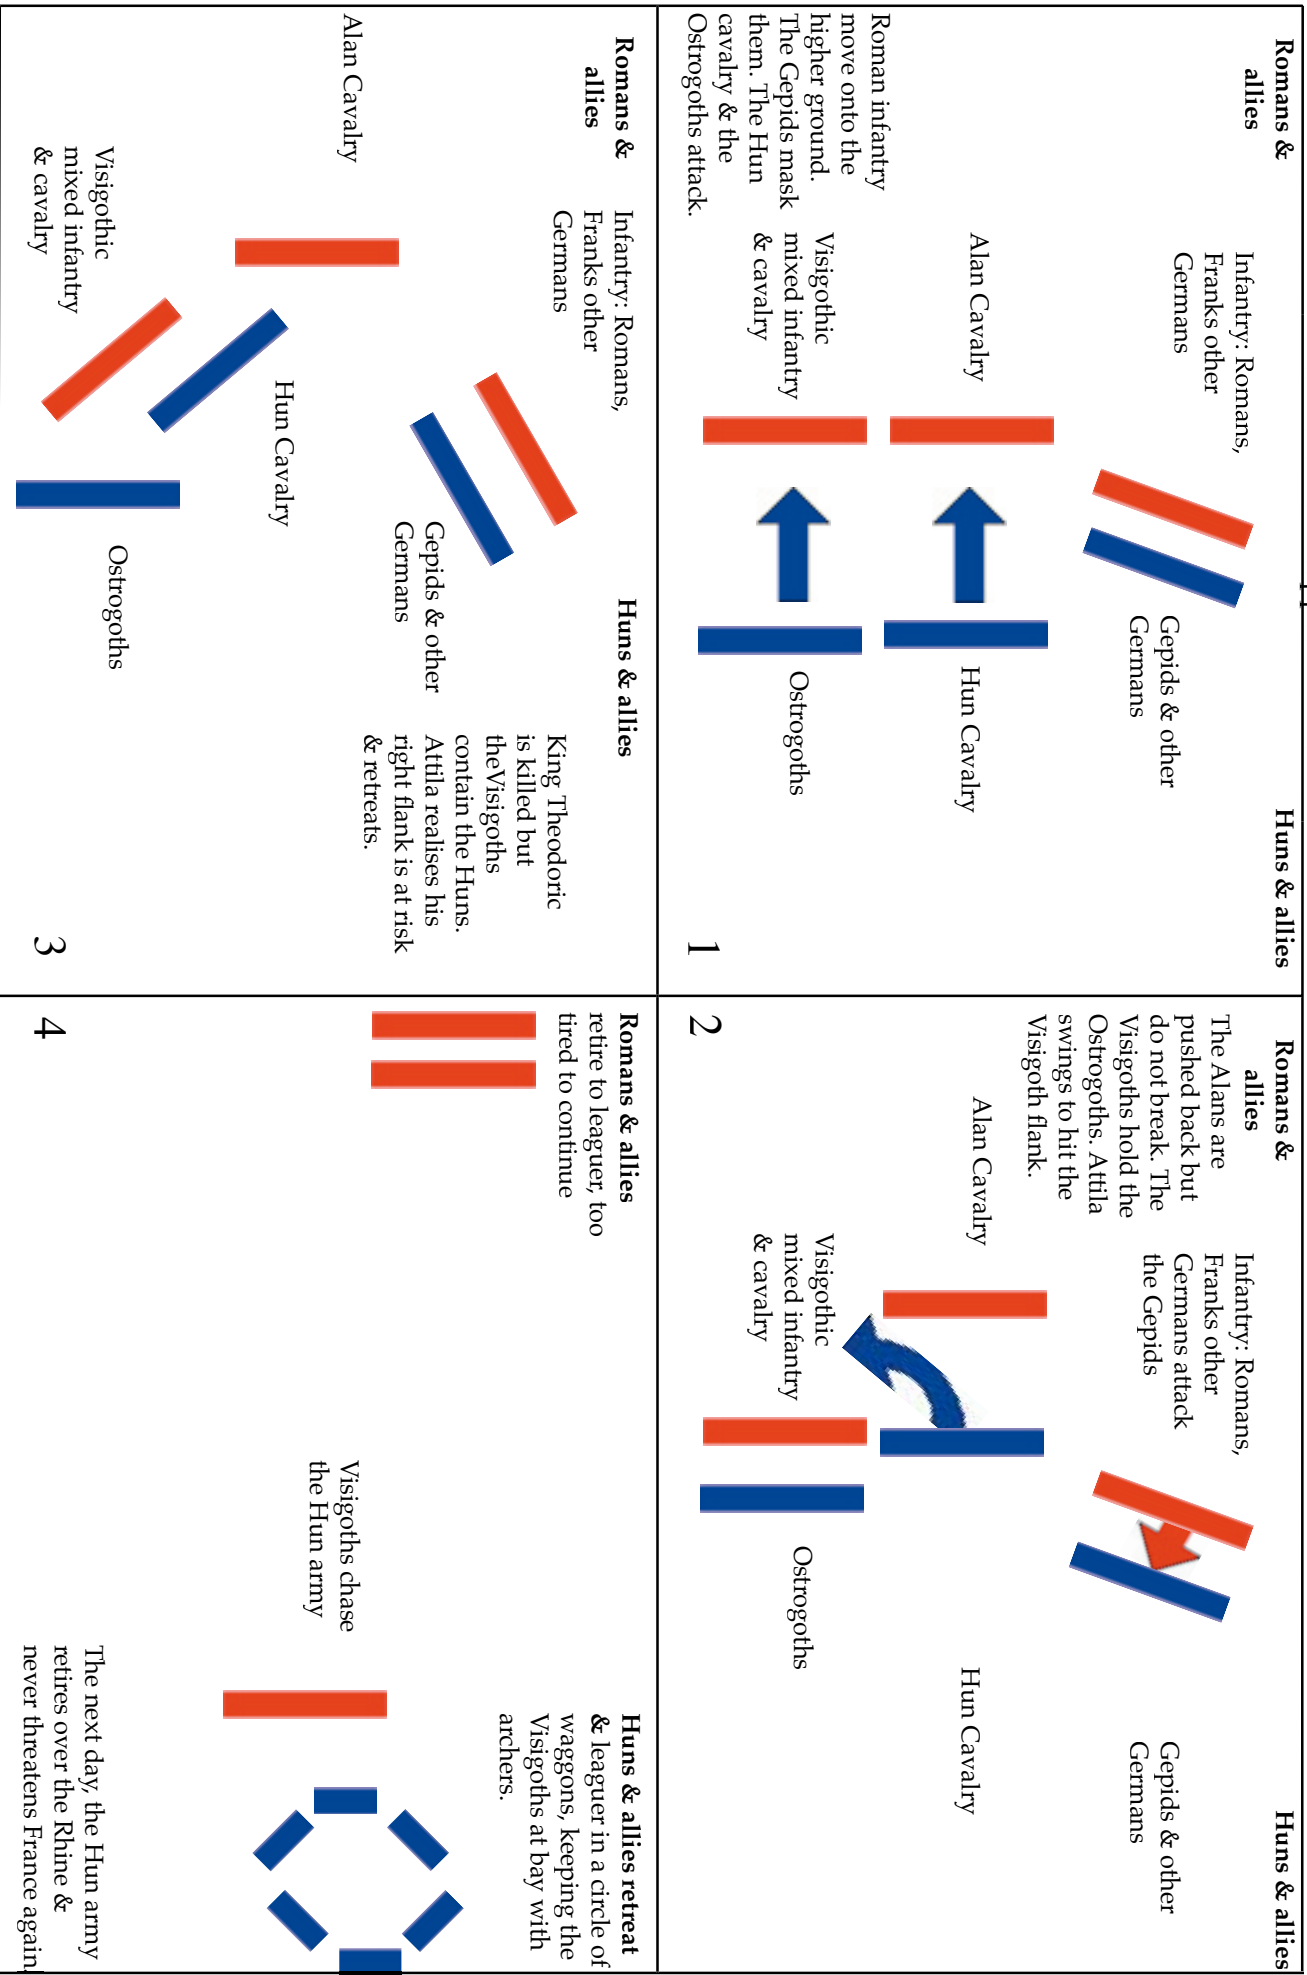 Romans &
allies
Huns & allies
Infantry: Romans,
Franks other
Germans
Gepids & other
Germans
Alan Cavalry
Hun Cavalry
Roman infantry
move onto the
higher ground.
The Gepids mask
them. The Hun
cavalry & the
Ostrogoths attack.
Visigothic
mixed infantry
& cavalry
Ostrogoths
1
Romans &
allies
Huns & allies
The Alans are
pushed back but
do not break. The
Visigoths hold the
Ostrogoths. Attila
swings to hit the
Visigoth flank.
Infantry: Romans,
Franks other
Germans attack
the Gepids
Gepids & other
Germans
Alan Cavalry
Hun Cavalry
Visigothic
mixed infantry
& cavalry
Ostrogoths
2
Romans &
allies
Huns & allies
Infantry: Romans,
Franks other
Germans
King Theodoric
is killed but
theVisigoths
contain the Huns.
Attila realises his
right flank is at risk
& retreats.
Gepids & other
Germans
Alan Cavalry
Hun Cavalry
Visigothic
mixed infantry
& cavalry
Ostrogoths
3
Romans & allies
retire to leaguer, too
tired to continue
Huns & allies retreat
& leaguer in a circle of
waggons, keeping the
Visigoths at bay with
archers.
Visigoths chase
the Hun army
The next day, the Hun army
retires over the Rhine &
never threatens France again.
4